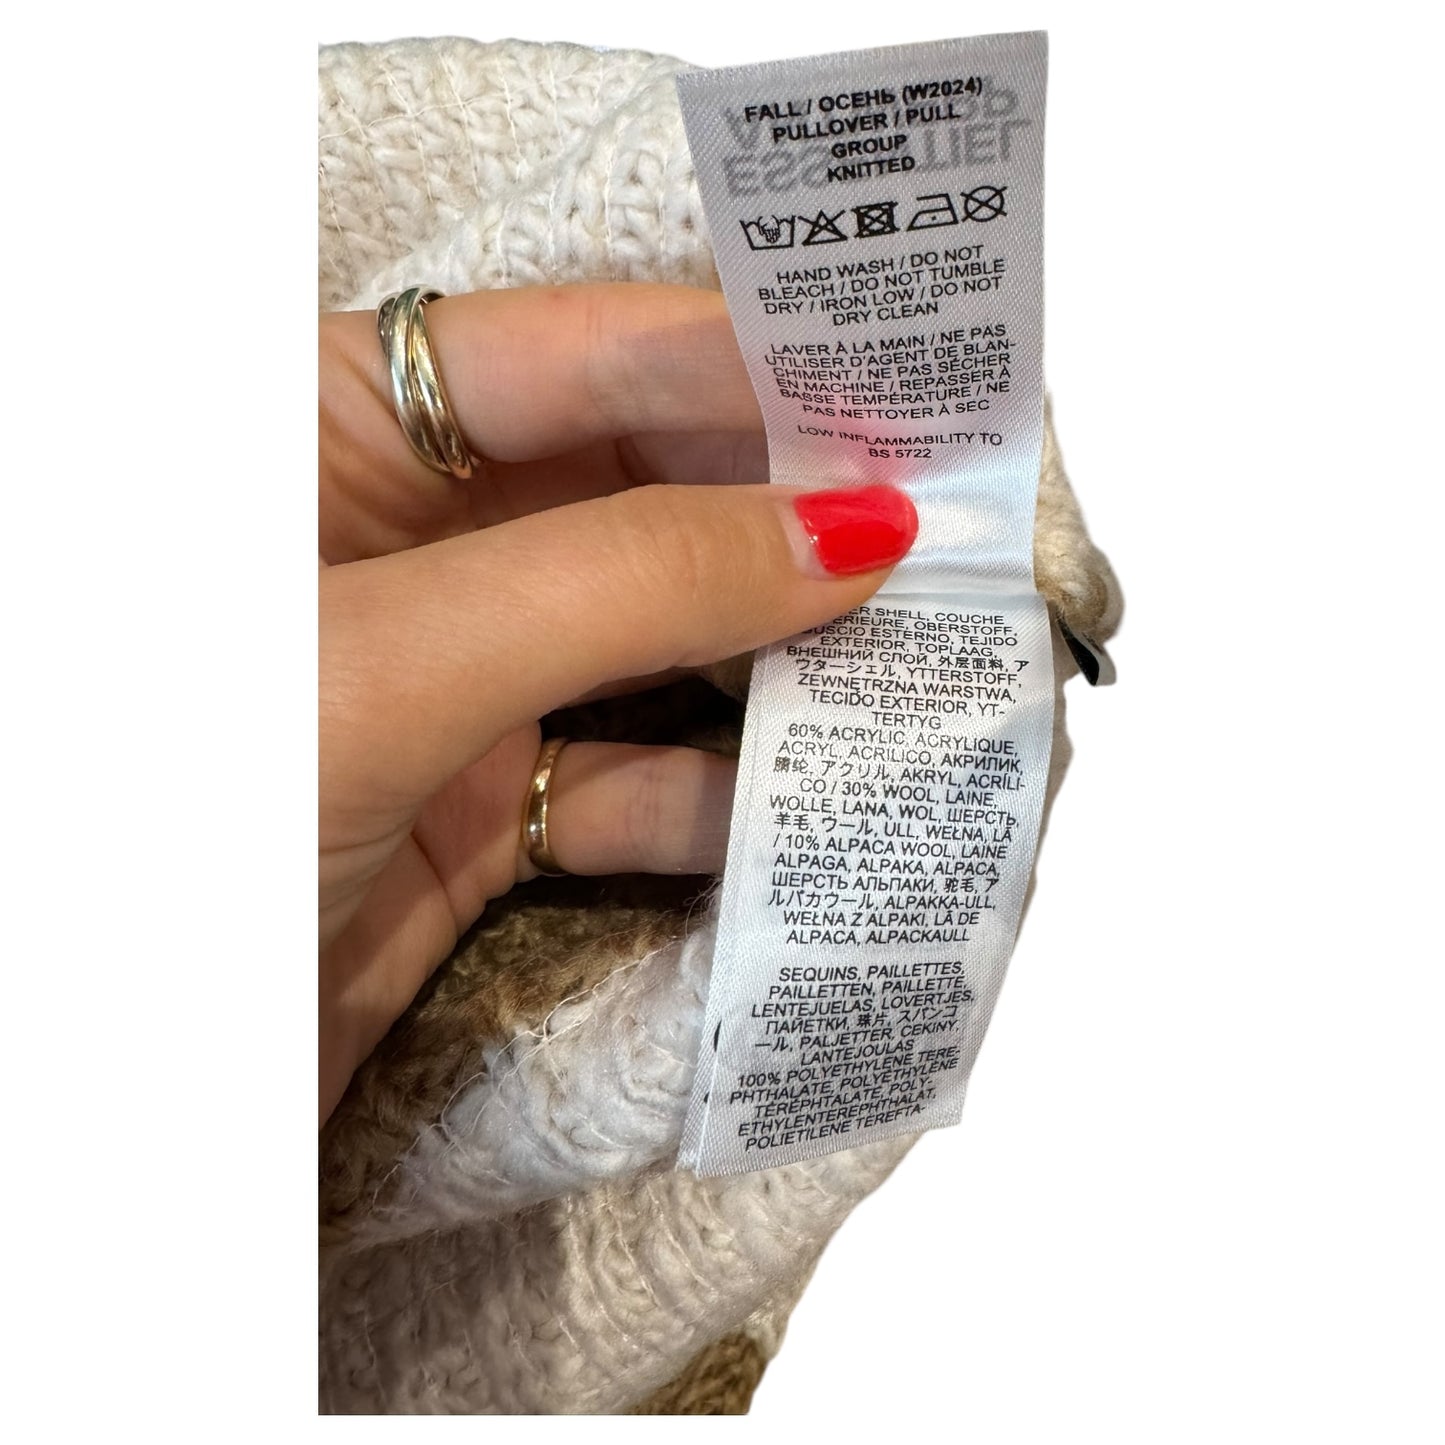 FALL / ОСЕНЬ (W2024)
PULLOVER / PULL
GROUP
KNITTED
HAND WASH / DO NOT
BLEACH / DO NOT TUMBLE
DRY / IRON LOW / DO NOT
DRY CLEAN
LAVER À LA MAIN / NE PAS
UTILISER D'AGENT DE BLAN-
CHIMENT / NE PAS SÉCHER
EN MACHINE / REPASSER À
BASSE TEMPÉRATURE / NE
PAS NETTOYER À SEC
LOW INFLAMMABILITY TO
BS 5722
SHELL, COUCHE
OBERSTOFF,
ESTERNO, TEJIDO
EXTERIOR, TOPLAAG,
ВНЕШНИЙ СЛОЙ, 外层面料, ア
ウターシェル, YTTERSTOFF,
ZEWNĘTRZNA WARSTWA,
TECIDO EXTERIOR, YT-
TERTYG
60% ACRYLIC, ACRYLIQUE,
ACRYL, ACRILICO, АКРИЛИК,
腈纶, アクリル, AKRYL, ACRÍLI-
CO / 30% WOOL, LAINE,
WOLLE, LANA, WOL, ШЕРСТЬ,
羊毛, ウール, ULL, WEŁNA, LÃ
/ 10% ALPACA WOOL, LAINE
ALPAGA, ALPAKA, ALPACA,
ШЕРСТЬ АЛЬПАКИ, 驼毛, ア
ルパカウール, ALPAKKA-ULL,
WEŁNA Z ALPAKI, LÃ DE
ALPACA, ALPACKAULL
SEQUINS, PAILLETTES,
PAILLETTEN, PAILLETTE,
LENTEJUELAS, LOVERTJES,
ПАЙЕТКИ, 珠片, スパンコ
ール, PALJETTER, CEKINY,
LANTEJOULAS
100% POLYETHYLENE TERE-
PHTHALATE, POLYÉTHYLÈNE
TÉRÉPHTALATE, POLY-
ETHYLENTEREPHTHALAT,
POLIETILENE TEREFTA-